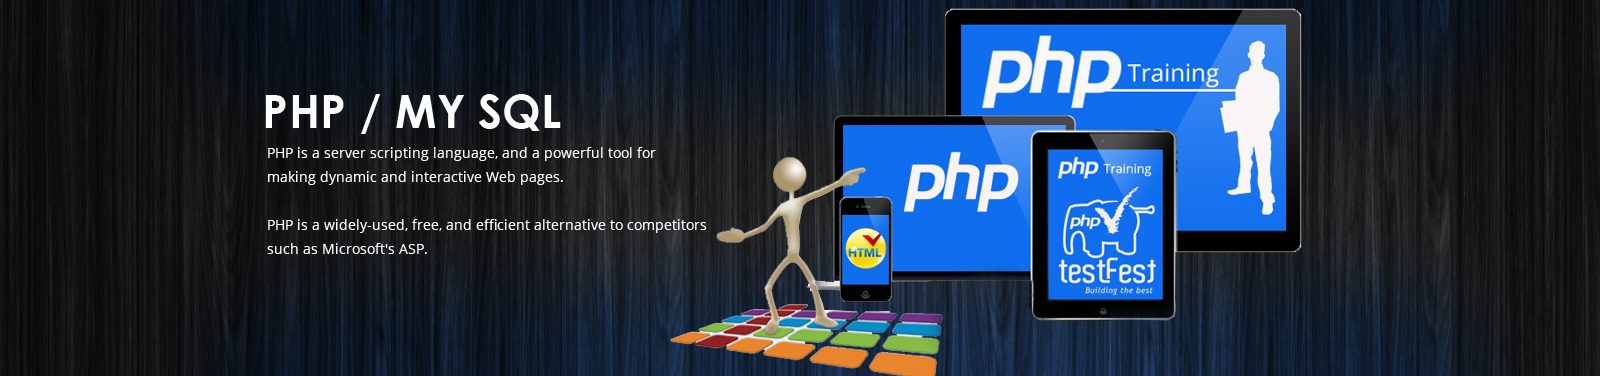 PHP / MY SQL
PHP is a server scripting language, and a powerful tool for
making dynamic and interactive Web pages.
PHP is a widely-used, free, and efficient alternative to competitors
such as Microsoft's ASP.
php Training
php
HTML
php Training
php
testFest
Building the best